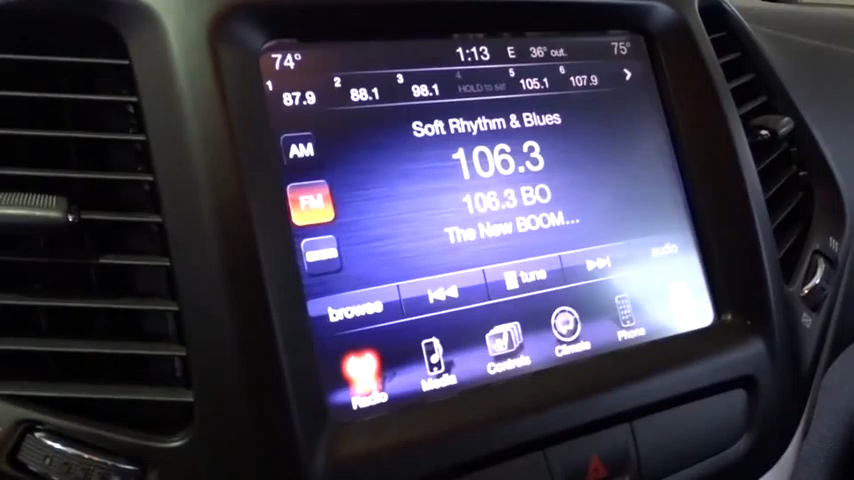 74° 1:13 E 36° out. 75°
1 87.9 2 88.1 3 98.1 4 HOLD to set 5 105.1 6 107.9
Soft Rhythm & Blues
AM
106.3
FM
106.3 BO
The New BOOM...
browse tune audio
Radio Media Controls Climate Phone